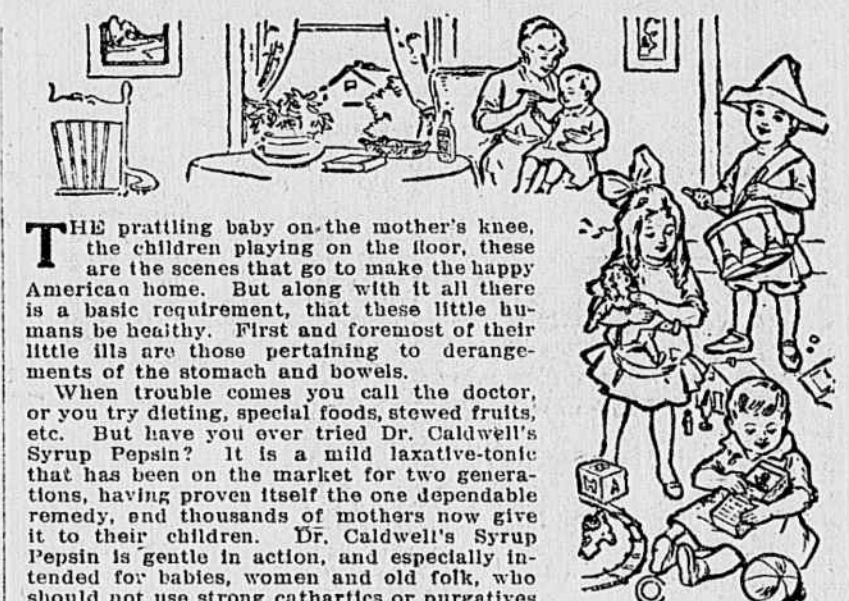 THE prattling baby on the mother's knee,
the children playing on the floor, these
are the scenes that go to make the happy
American home. But along with it all there
is a basic requirement, that these little hu-
mans be healthy. First and foremost of their
little ills are those pertaining to derange-
ments of the stomach and bowels.
When trouble comes you call the doctor,
or you try dieting, special foods, stewed fruits,
etc. But have you ever tried Dr. Caldwell's
Syrup Pepsin? It is a mild laxative-tonic
that has been on the market for two genera-
tions, having proven itself the one dependable
remedy, and thousands of mothers now give
it to their children. Dr. Caldwell's Syrup
Pepsin is gentle in action, and especially in-
tended for babies, women and old folk, who
should not use strong cathartics or purgatives
A